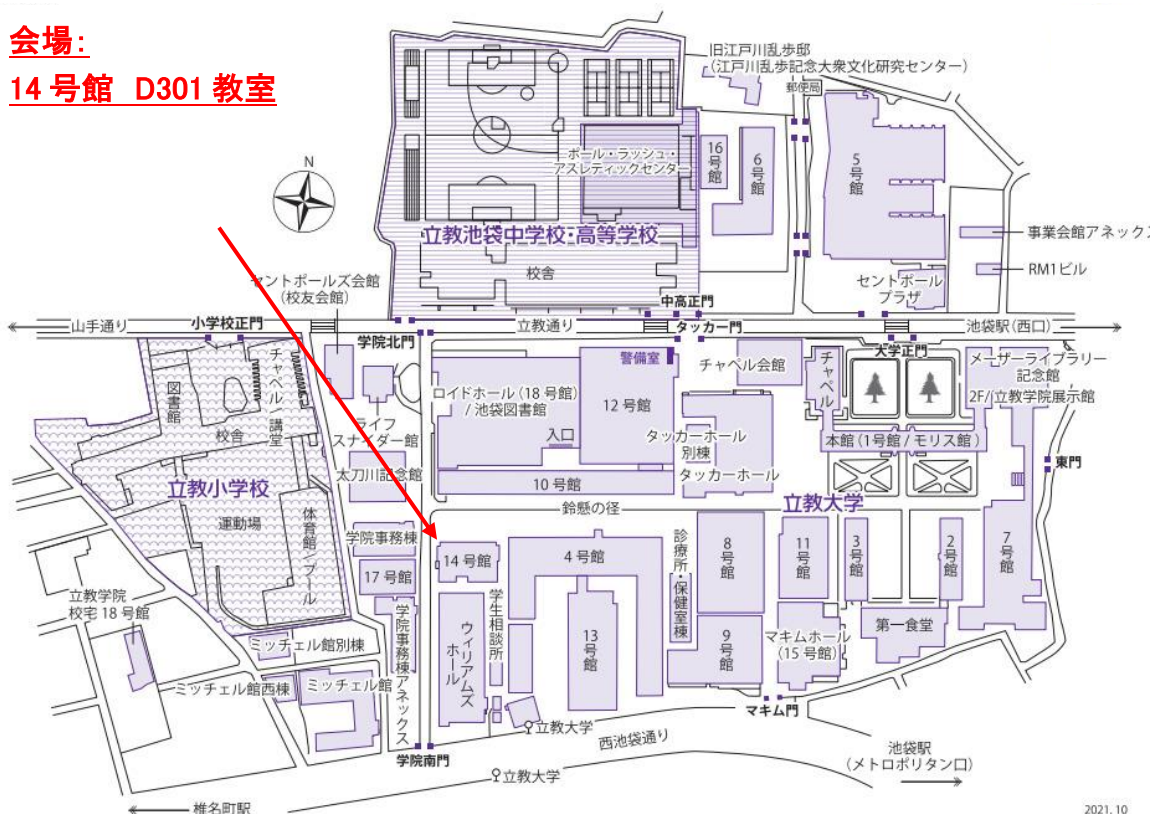 会場:
14 号館 D301 教室
旧江戸川乱歩邸
(江戸川乱歩記念大衆文化研究センター)
郵便局
N
ポール・ラッシュ・
アスレティックセンター
16号館
6号館
5号館
立教池袋中学校・高等学校
校舎
事業会館アネックス
RM1ビル
セントポール
プラザ
セントポールズ会館
(校友会館)
中高正門
山手通り
小学校正門
立教通り
タッカー門
池袋駅(西口)
学院北門
大学正門
警備室
チャペル会館
チャペル
メーザーライブラリー
記念館
2F/立教学院展示館
図書館
チャペル/講堂
校舎
ロイドホール(18号館)
/池袋図書館
12 号館
入口
ライフ
スナイダー館
タッカーホール
別棟
タッカーホール
本館(1号館/モリス館)
東門
太刀川記念館
10 号館
立教小学校
運動場
体育館/プール
鈴懸の径
立教大学
学院事務棟
14 号館
4 号館
診療所・保健室棟
8号館
11号館
3号館
2号館
7号館
17 号館
立教学院
校宅 18 号館
学院事務棟アネックス
学生相談所
ウィリアムズ
ホール
13号館
9号館
マキムホール
(15 号館)
第一食堂
ミッチェル館別棟
ミッチェル館西棟
ミッチェル館
マキム門
立教大学
西池袋通り
学院南門
立教大学
池袋駅
(メトロポリタン口)
椎名町駅
2021.10